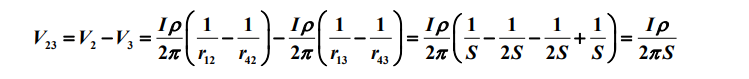 V₂₃ = V₂ − V₃ = Iρ/2π (1/r₁₂ − 1/r₄₂) − Iρ/2π (1/r₁₃ − 1/r₄₃) = Iρ/2π (1/S − 1/2S − 1/2S + 1/S) = Iρ/2πS